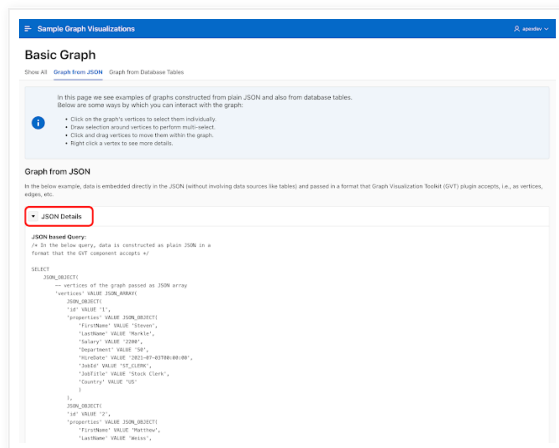 Sample Graph Visualizations
apexdev
Basic Graph
Show All Graph from JSON Graph from Database Tables
In this page we see examples of graphs constructed from plain JSON and also from database tables.
Below are some ways by which you can interact with the graph:
• Click on the graph's vertices to select them individually.
• Draw selection around vertices to perform multi-select.
• Click and drag vertices to move them within the graph.
• Right click a vertex to see more details.
Graph from JSON
In the below example, data is embedded directly in the JSON (without involving data sources like tables) and passed in a format that Graph Visualization Toolkit (GVT) plugin accepts, i.e., as vertices,
edges, etc.
JSON Details
JSON based Query:
/* In the below query, data is constructed as plain JSON in a
format that the GVT component accepts */
SELECT
JSON_OBJECT(
-- vertices of the graph passed as JSON array
'vertices' VALUE JSON_ARRAY(
JSON_OBJECT(
'id' VALUE '1',
'properties' VALUE JSON_OBJECT(
'FirstName' VALUE 'Steven',
'LastName' VALUE 'Markle',
'Salary' VALUE '2200',
'Department' VALUE '50',
'HireDate' VALUE '2021-07-03T00:00:00',
'JobId' VALUE 'ST_CLERK',
'JobTitle' VALUE 'Stock Clerk',
'Country' VALUE 'US'
)
),
JSON_OBJECT(
'id' VALUE '2',
'properties' VALUE JSON_OBJECT(
'FirstName' VALUE 'Matthew',
'LastName' VALUE 'Weiss',